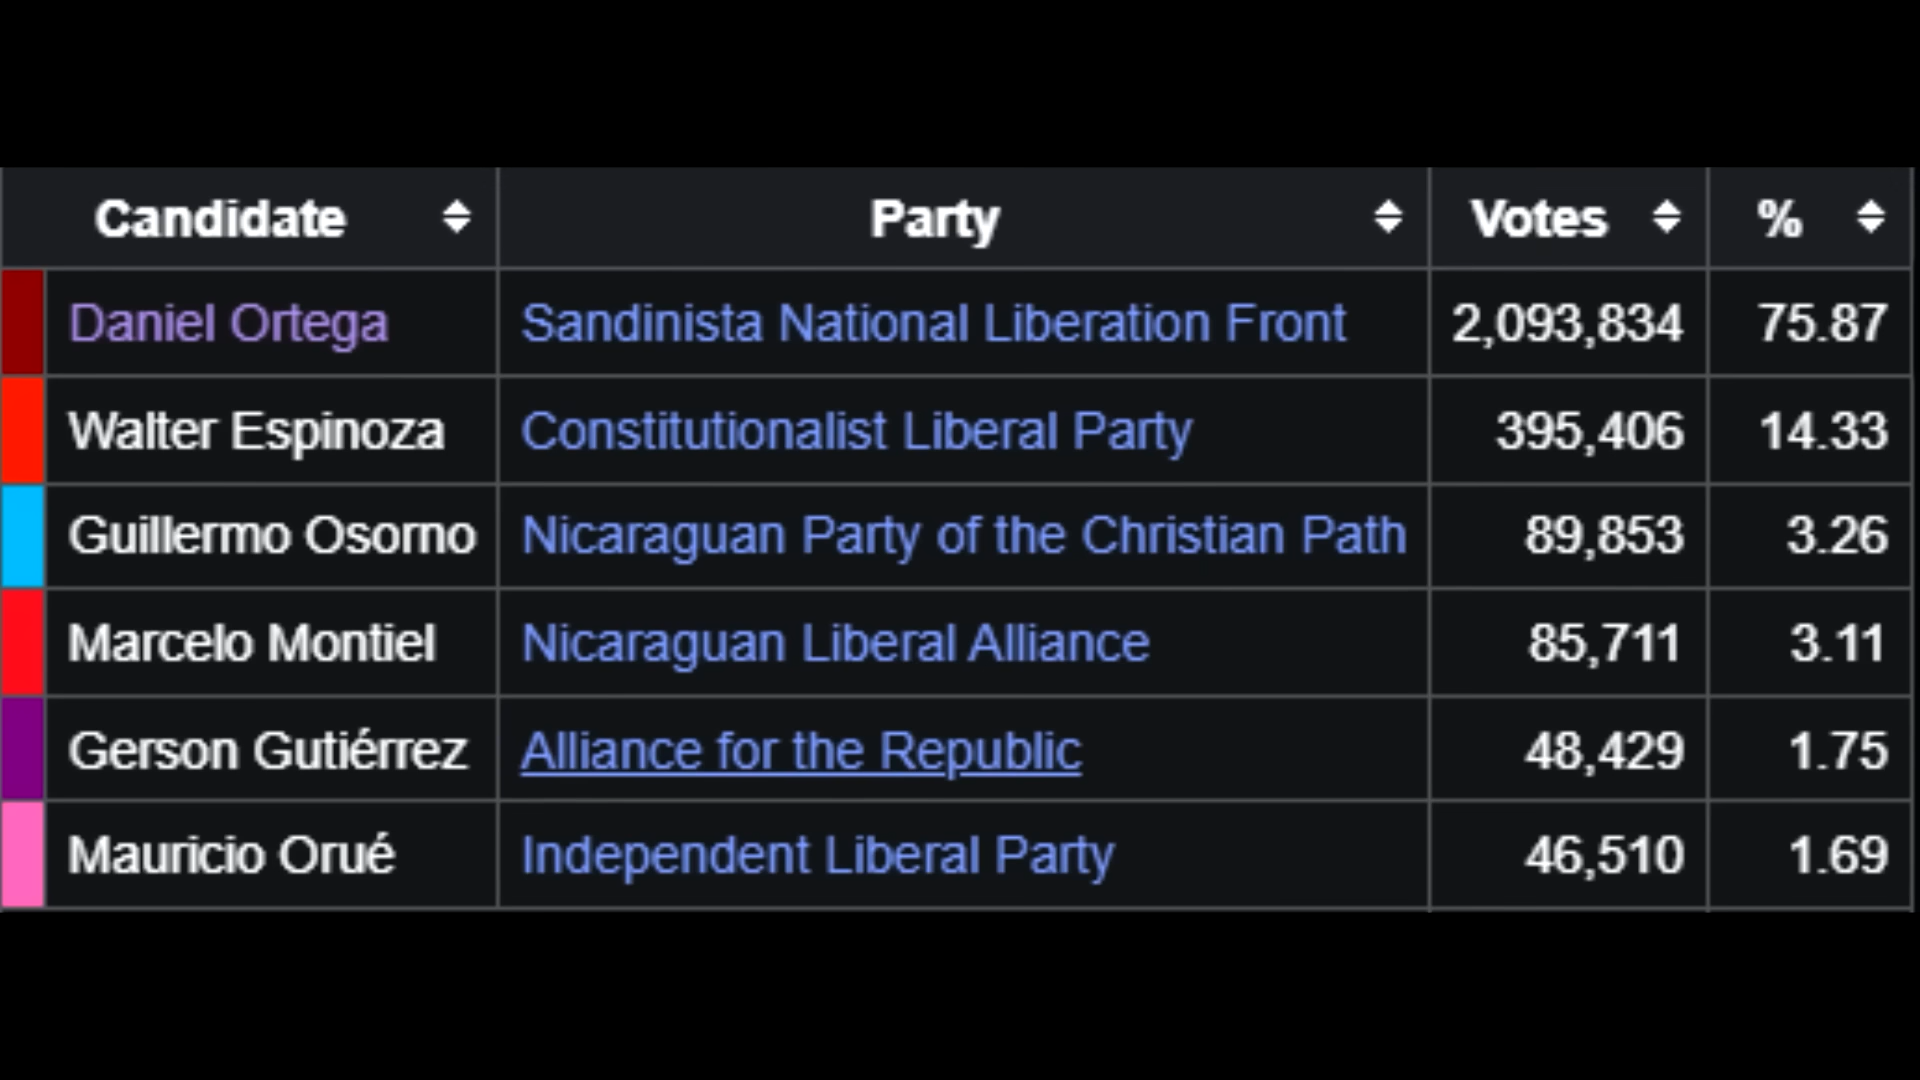 Candidate Party Votes %
Daniel Ortega Sandinista National Liberation Front 2,093,834 75.87
Walter Espinoza Constitutionalist Liberal Party 395,406 14.33
Guillermo Osorno Nicaraguan Party of the Christian Path 89,853 3.26
Marcelo Montiel Nicaraguan Liberal Alliance 85,711 3.11
Gerson Gutiérrez Alliance for the Republic 48,429 1.75
Mauricio Orué Independent Liberal Party 46,510 1.69